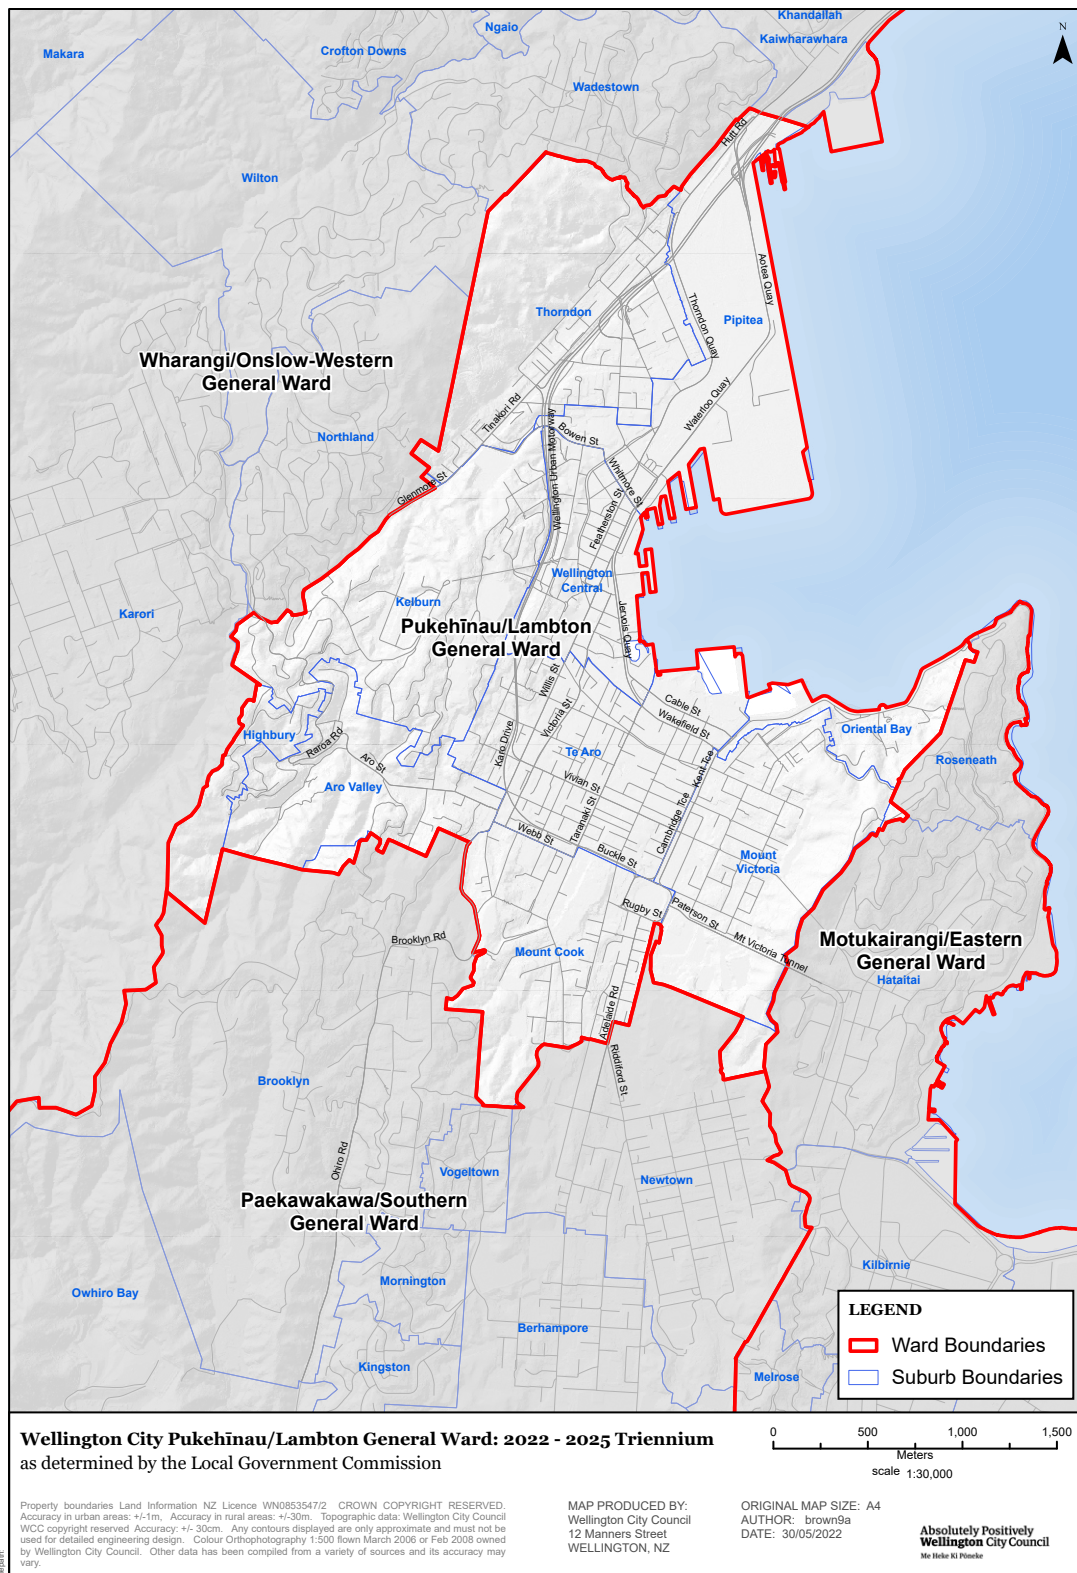 Ngaio
Khandallah
Kaiwharawhara
Makara
Crofton Downs
N
Wadestown
Hutt Rd
Wilton
Aotea Quay
Thorndon
Thorndon Quay
Pipitea
Wharangi/Onslow-Western
General Ward
Tinakori Rd
Waterloo Quay
Northland
Wellington Urban Motorway
Bowen St
Whitmore St
Glenmore St
Featherston St
Wellington
Central
Karori
Kelburn
Jervois Quay
Pukehīnau/Lambton
General Ward
Willis St
Victoria St
Cable St
Wakefield St
Oriental Bay
Highbury
Raroa Rd
Karo Drive
Te Aro
Kent Tce
Roseneath
Aro St
Aro Valley
Vivian St
Taranaki St
Cambridge Tce
Webb St
Buckle St
Mount
Victoria
Rugby St
Paterson St
Mt Victoria Tunnel
Brooklyn Rd
Mount Cook
Motukairangi/Eastern
General Ward
Hataitai
Adelaide Rd
Riddiford St
Brooklyn
Ohiro Rd
Vogeltown
Newtown
Paekawakawa/Southern
General Ward
Kilbirnie
Owhiro Bay
Mornington
Berhampore
Kingston
Melrose
LEGEND
Ward Boundaries
Suburb Boundaries
Wellington City Pukehīnau/Lambton General Ward: 2022 - 2025 Triennium
as determined by the Local Government Commission
0 500 1,000 1,500
Meters
scale 1:30,000
Property boundaries Land Information NZ Licence WN0853547/2 CROWN COPYRIGHT RESERVED.
Accuracy in urban areas: +/-1m, Accuracy in rural areas: +/-30m. Topographic data: Wellington City Council
WCC copyright reserved Accuracy: +/- 30cm. Any contours displayed are only approximate and must not be
used for detailed engineering design. Colour Orthophotography 1:500 flown March 2006 or Feb 2008 owned
by Wellington City Council. Other data has been compiled from a variety of sources and its accuracy may
vary.
MAP PRODUCED BY:
Wellington City Council
12 Manners Street
WELLINGTON, NZ
ORIGINAL MAP SIZE: A4
AUTHOR: brown9a
DATE: 30/05/2022
Absolutely Positively
Wellington City Council
Me Heke Ki Pōneke